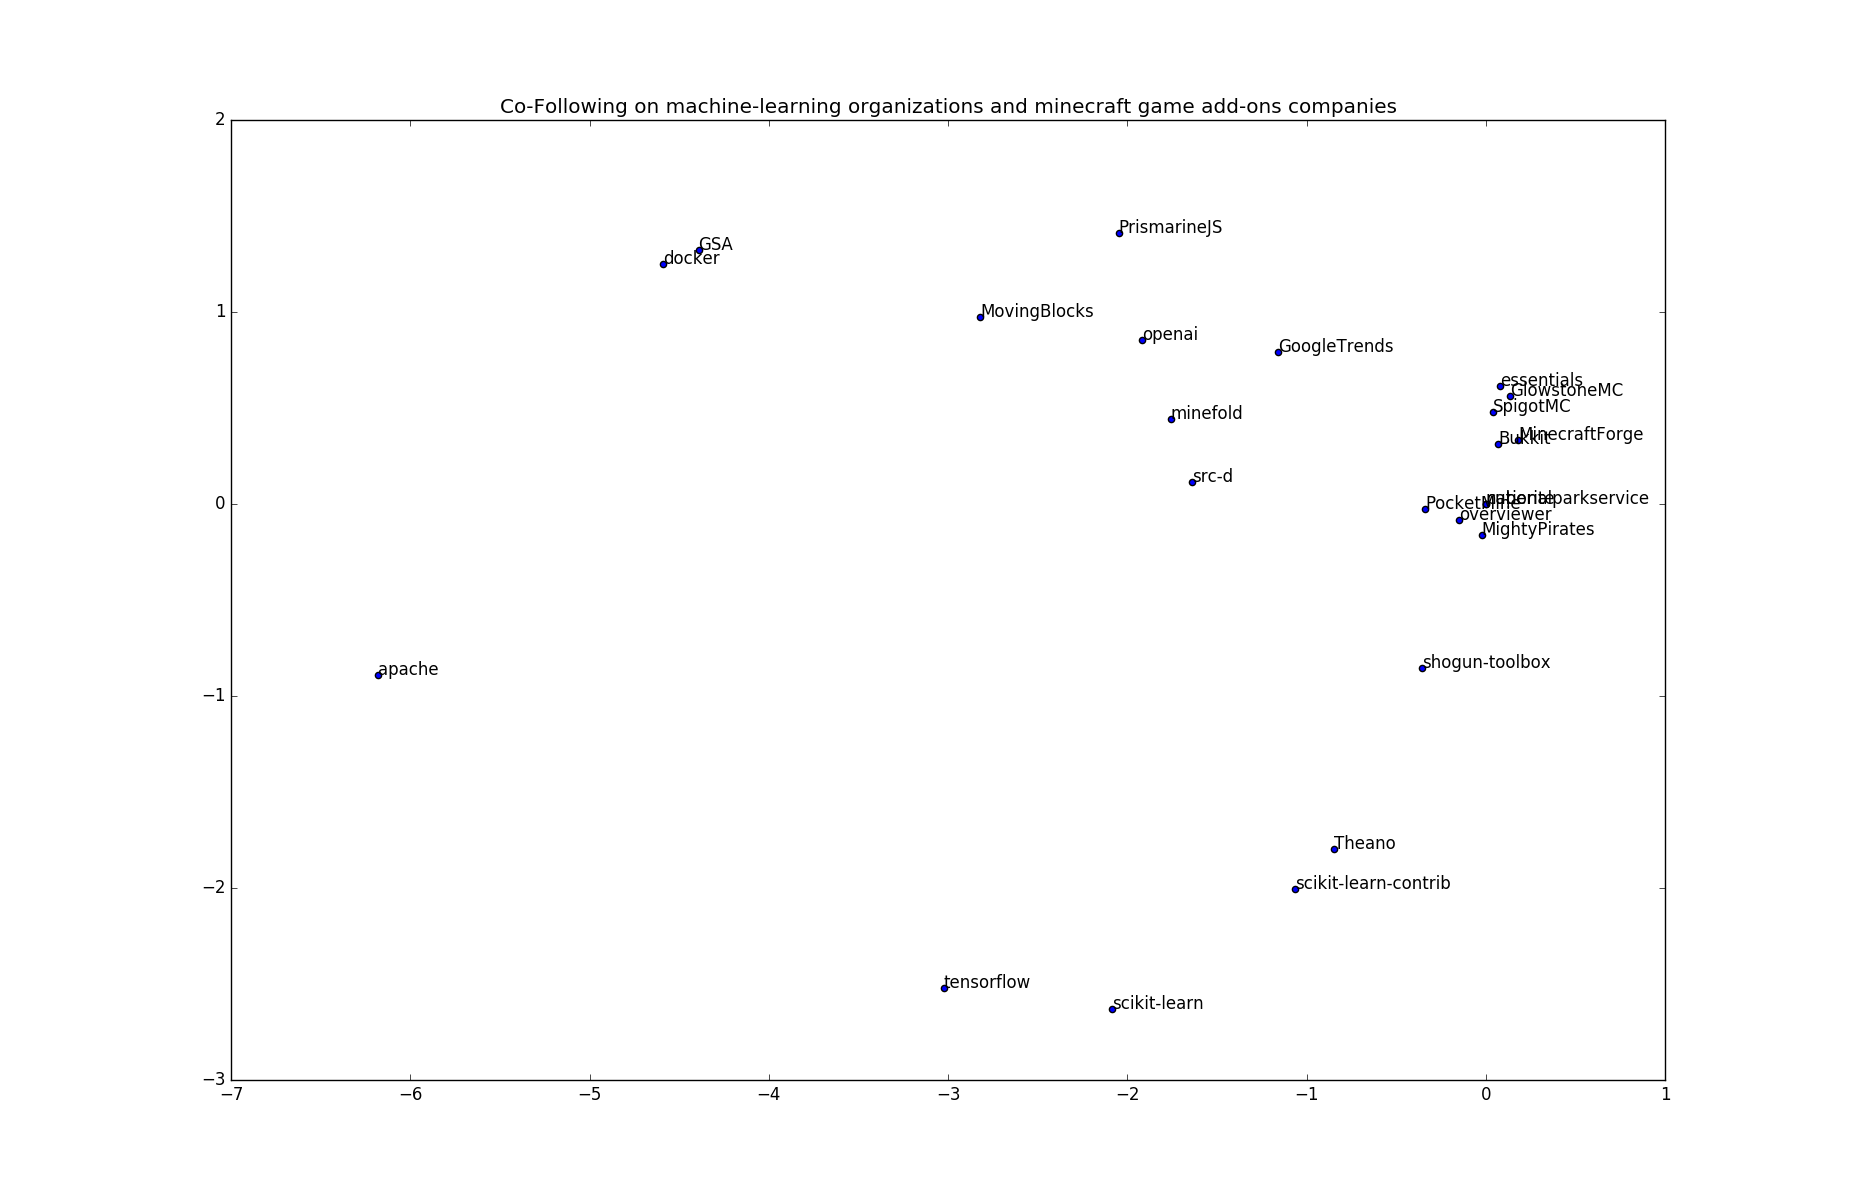 Co-Following on machine-learning organizations and minecraft game add-ons companies
2
PrismarineJS
GSA
docker
1
MovingBlocks
openai
GoogleTrends
essentials
GlowstoneMC
minefold
SpigotMC
MinecraftForge
Bukkit
src-d
0
nationalparkservice
PocketMine
overviewer
MightyPirates
shogun-toolbox
apache
−1
Theano
−2
scikit-learn-contrib
tensorflow
scikit-learn
−3
−7 −6 −5 −4 −3 −2 −1 0 1